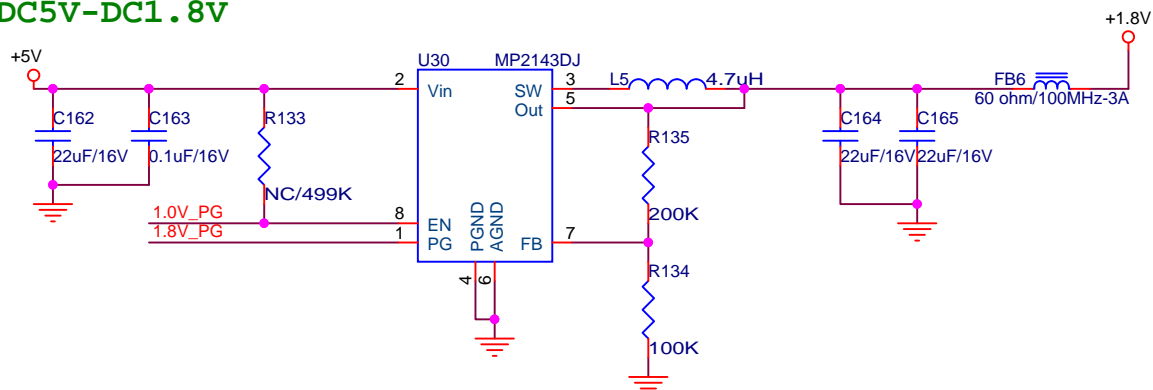 DC5V-DC1.8V
+5V
+1.8V
U30 MP2143DJ
2 Vin
SW 3
Out 5
L5 4.7uH
FB6
60 ohm/100MHz-3A
C162
22uF/16V
C163
0.1uF/16V
R133
NC/499K
R135
200K
C164
22uF/16V
C165
22uF/16V
1.0V_PG 8 EN
1.8V_PG 1 PG
PGND
AGND
FB 7
4
6
R134
100K